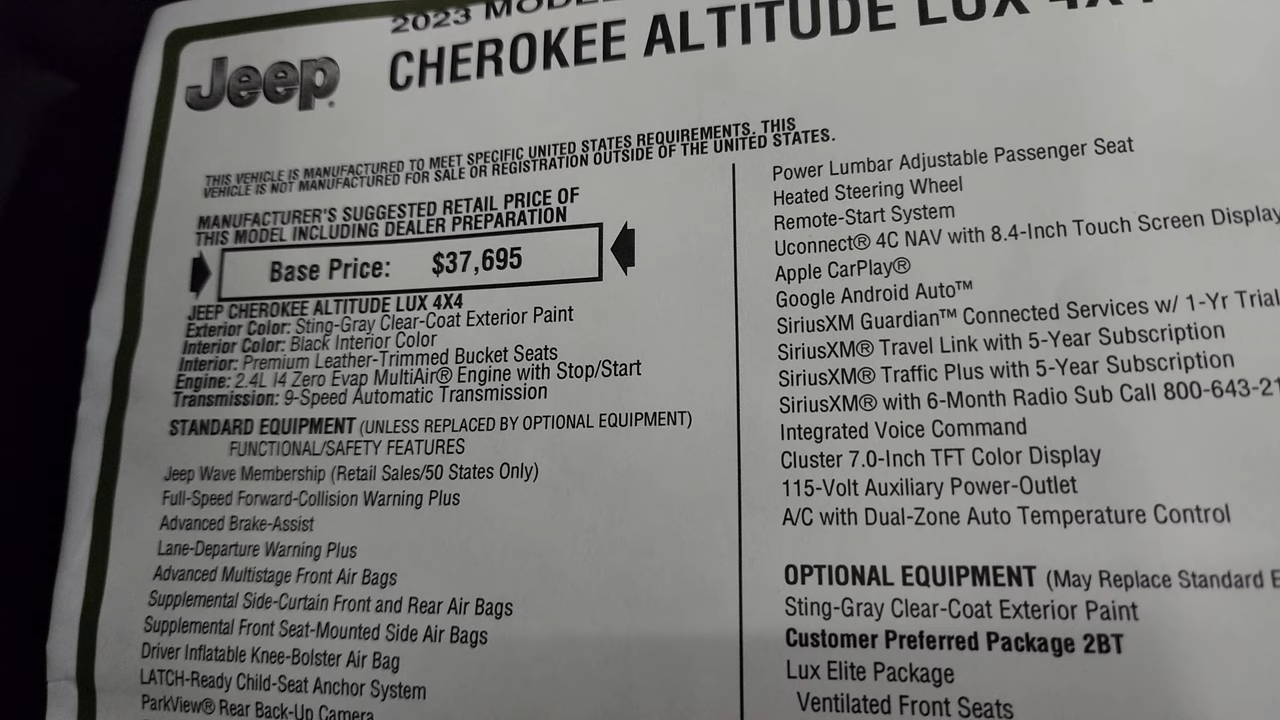 2023 MODEL
Jeep
CHEROKEE ALTITUDE LUX 4X4
THIS VEHICLE IS MANUFACTURED TO MEET SPECIFIC UNITED STATES REQUIREMENTS. THIS
VEHICLE IS NOT MANUFACTURED FOR SALE OR REGISTRATION OUTSIDE OF THE UNITED STATES.
MANUFACTURER'S SUGGESTED RETAIL PRICE OF
THIS MODEL INCLUDING DEALER PREPARATION
Base Price: $37,695
JEEP CHEROKEE ALTITUDE LUX 4X4
Exterior Color: Sting-Gray Clear-Coat Exterior Paint
Interior Color: Black Interior Color
Interior: Premium Leather-Trimmed Bucket Seats
Engine: 2.4L I4 Zero Evap MultiAir® Engine with Stop/Start
Transmission: 9-Speed Automatic Transmission
STANDARD EQUIPMENT (UNLESS REPLACED BY OPTIONAL EQUIPMENT)
FUNCTIONAL/SAFETY FEATURES
Jeep Wave Membership (Retail Sales/50 States Only)
Full-Speed Forward-Collision Warning Plus
Advanced Brake-Assist
Lane-Departure Warning Plus
Advanced Multistage Front Air Bags
Supplemental Side-Curtain Front and Rear Air Bags
Supplemental Front Seat-Mounted Side Air Bags
Driver Inflatable Knee-Bolster Air Bag
LATCH-Ready Child-Seat Anchor System
ParkView® Rear Back-Up Camera
Power Lumbar Adjustable Passenger Seat
Heated Steering Wheel
Remote-Start System
Uconnect® 4C NAV with 8.4-Inch Touch Screen Display
Apple CarPlay®
Google Android Auto™
SiriusXM Guardian™ Connected Services w/ 1-Yr Trial
SiriusXM® Travel Link with 5-Year Subscription
SiriusXM® Traffic Plus with 5-Year Subscription
SiriusXM® with 6-Month Radio Sub Call 800-643-21
Integrated Voice Command
Cluster 7.0-Inch TFT Color Display
115-Volt Auxiliary Power-Outlet
A/C with Dual-Zone Auto Temperature Control
OPTIONAL EQUIPMENT (May Replace Standard E
Sting-Gray Clear-Coat Exterior Paint
Customer Preferred Package 2BT
Lux Elite Package
Ventilated Front Seats